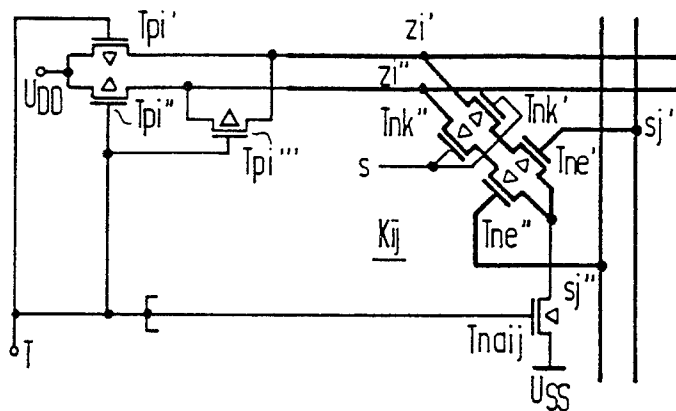 Tpi'
zi'
UDD
zi"
Tpi"
Tnk"
Tnk'
sj'
Tpi'''
s
Tne'
Kij
Tne"
sj"
T
Tnaij
USS